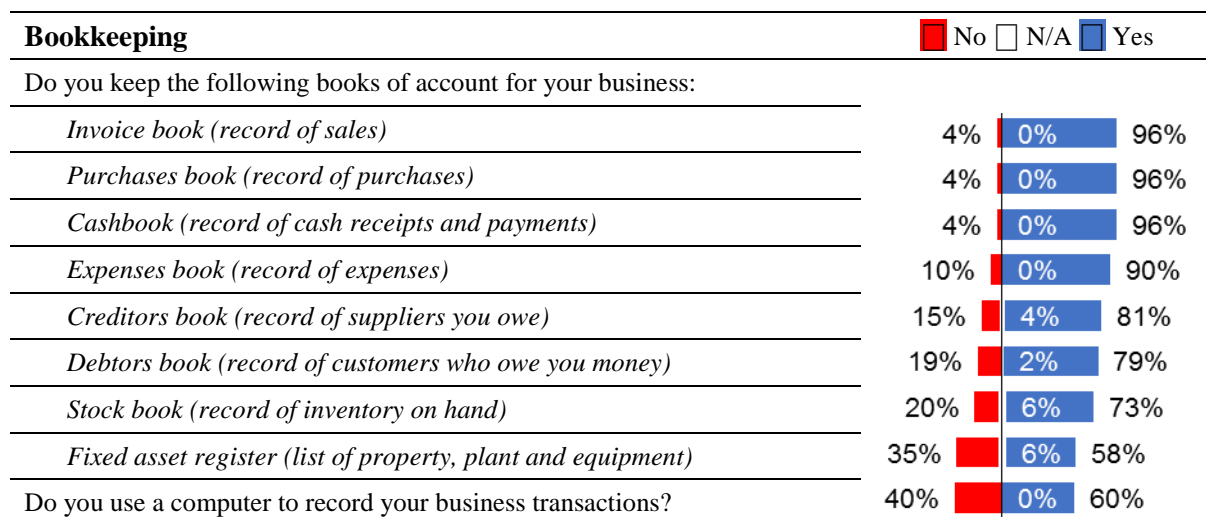 Bookkeeping No N/A Yes
Do you keep the following books of account for your business:
Invoice book (record of sales) 4% 0% 96%
Purchases book (record of purchases) 4% 0% 96%
Cashbook (record of cash receipts and payments) 4% 0% 96%
Expenses book (record of expenses) 10% 0% 90%
Creditors book (record of suppliers you owe) 15% 4% 81%
Debtors book (record of customers who owe you money) 19% 2% 79%
Stock book (record of inventory on hand) 20% 6% 73%
Fixed asset register (list of property, plant and equipment) 35% 6% 58%
Do you use a computer to record your business transactions? 40% 0% 60%